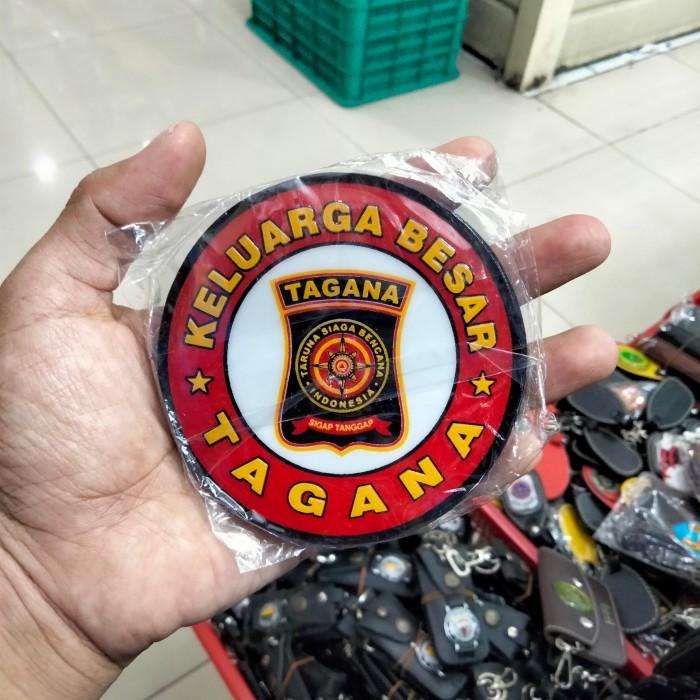 KELUARGA BESAR
TAGANA
TARUNA SIAGA BENCANA
INDONESIA
SIGAP TANGGAP
TAGANA